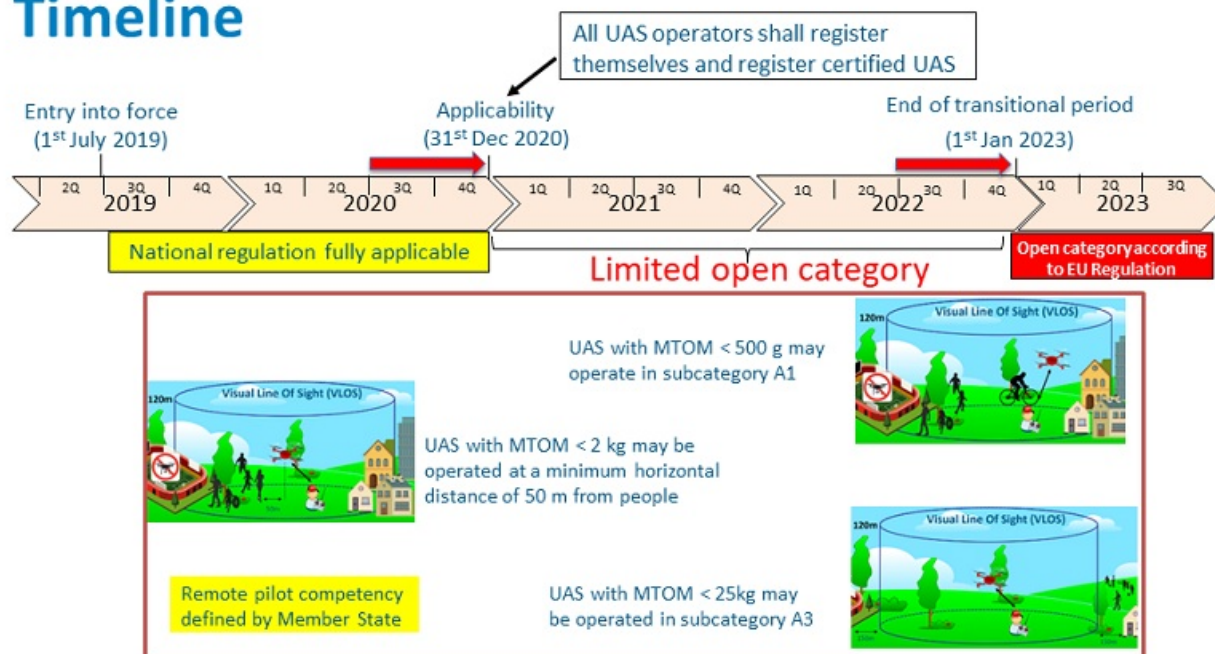 Timeline
All UAS operators shall register
themselves and register certified UAS
Entry into force
(1st July 2019)
Applicability
(31st Dec 2020)
End of transitional period
(1st Jan 2023)
2Q 3Q 4Q 1Q 2Q 3Q 4Q 1Q 2Q 3Q 4Q 1Q 2Q 3Q 4Q 1Q 2Q 3Q
2019 2020 2021 2022 2023
National regulation fully applicable
Limited open category
Open category according
to EU Regulation
UAS with MTOM < 500 g may
operate in subcategory A1
120m
Visual Line Of Sight (VLOS)
120m
Visual Line Of Sight (VLOS)
50m
UAS with MTOM < 2 kg may be
operated at a minimum horizontal
distance of 50 m from people
Remote pilot competency
defined by Member State
UAS with MTOM < 25kg may
be operated in subcategory A3
120m
Visual Line Of Sight (VLOS)